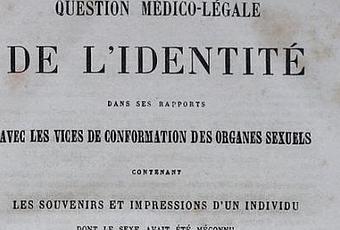 QUESTION MÉDICO-LÉGALE
DE L'IDENTITÉ
DANS SES RAPPORTS
AVEC LES VICES DE CONFORMATION DES ORGANES SEXUELS
CONTENANT
LES SOUVENIRS ET IMPRESSIONS D'UN INDIVIDU
DONT LE SEXE AVAIT ÉTÉ MÉCONNU